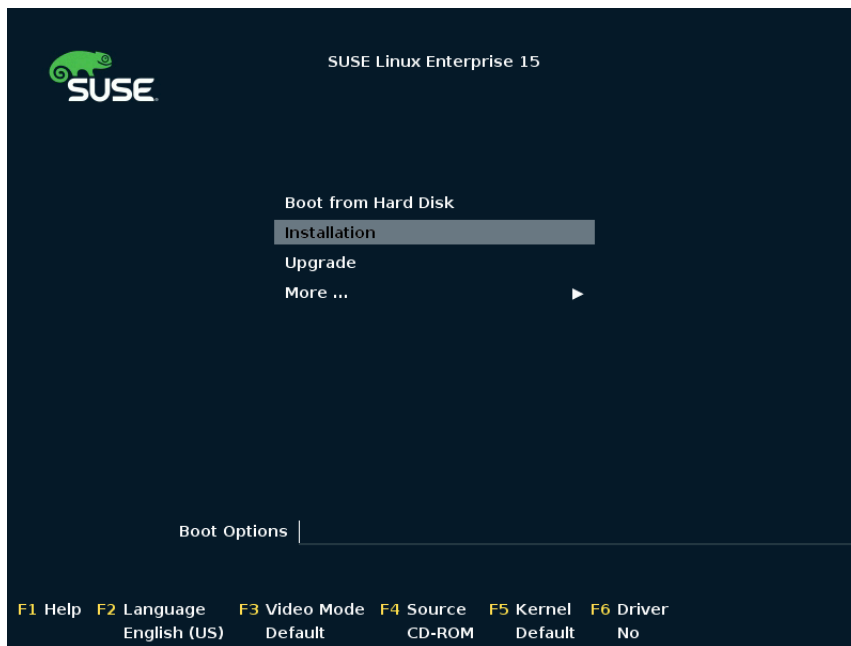 SUSE Linux Enterprise 15
SUSE.
Boot from Hard Disk
Installation
Upgrade
More ...
Boot Options
F1 Help F2 Language F3 Video Mode F4 Source F5 Kernel F6 Driver
English (US) Default CD-ROM Default No